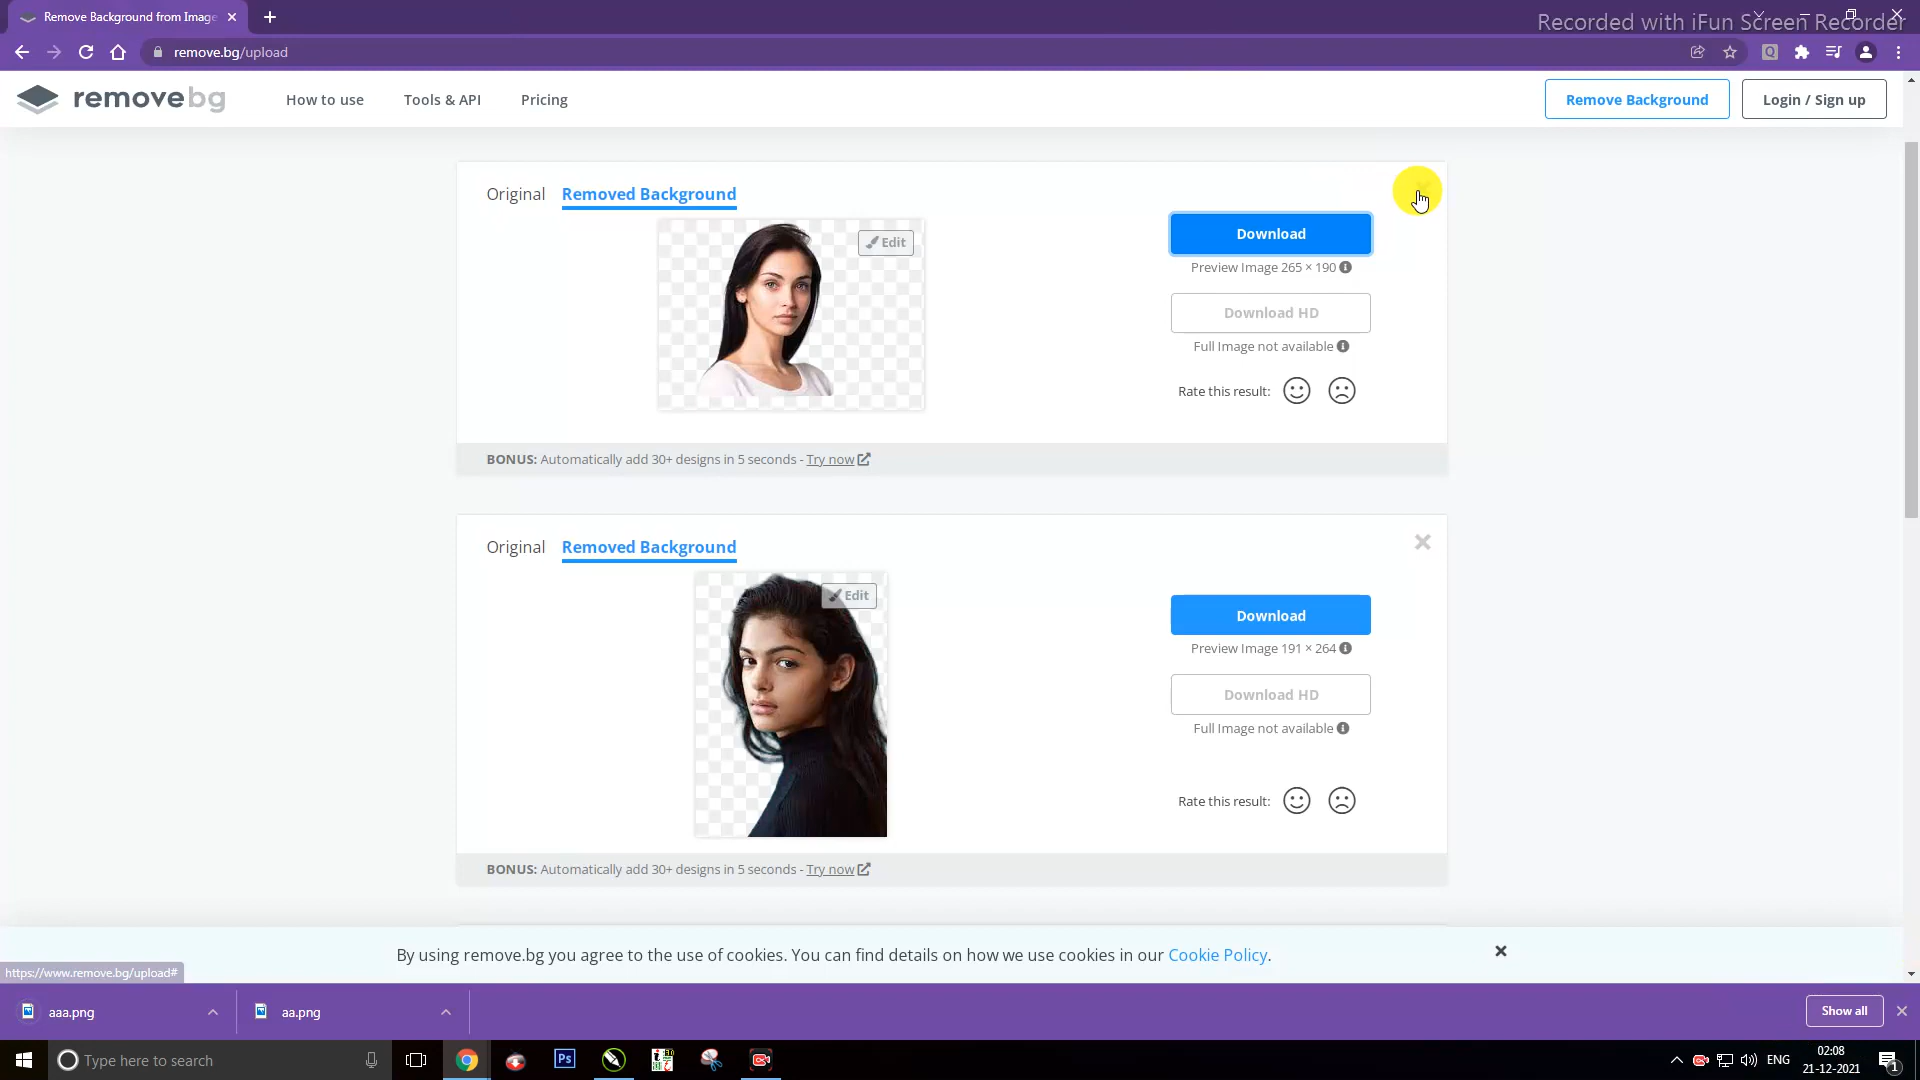 Remove Background from Image
Recorded with iFun Screen Recorder
remove.bg/upload
removebg
How to use
Tools & API
Pricing
Remove Background
Login / Sign up
Original
Removed Background
Edit
Download
Preview Image 265 × 190
Download HD
Full Image not available
Rate this result:
BONUS: Automatically add 30+ designs in 5 seconds - Try now
Original
Removed Background
Edit
Download
Preview Image 191 × 264
Download HD
Full Image not available
Rate this result:
BONUS: Automatically add 30+ designs in 5 seconds - Try now
By using remove.bg you agree to the use of cookies. You can find details on how we use cookies in our Cookie Policy.
https://www.remove.bg/upload#
aaa.png
aa.png
Show all
Type here to search
Ps
ENG
02:08
21-12-2021
1